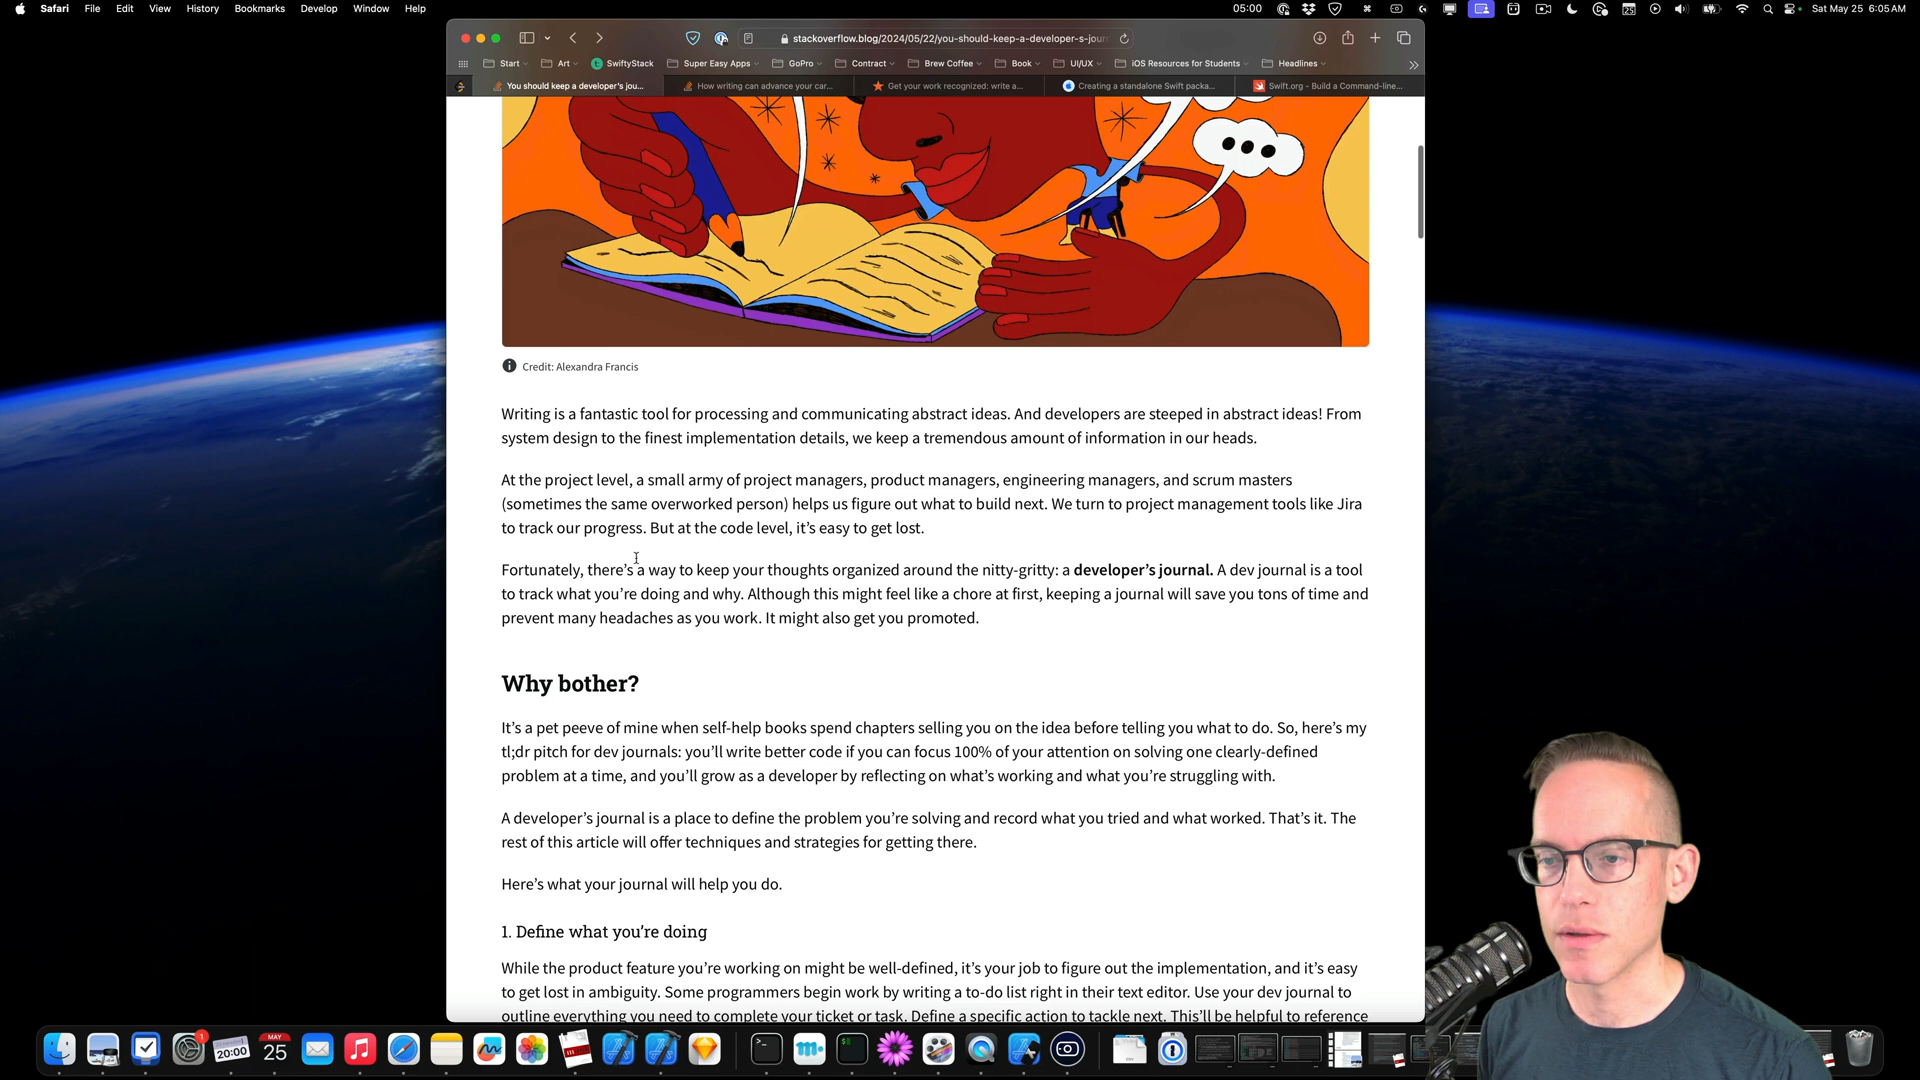 Safari File Edit View History Bookmarks Develop Window Help 05:00 Sat May 25 6:05 AM
stackoverflow.blog/2024/05/22/you-should-keep-a-developer-s-jour
Start Art SwiftyStack Super Easy Apps GoPro Contract Brew Coffee Book UI/UX iOS Resources for Students Headlines
You should keep a developer's jou... How writing can advance your car... Get your work recognized: write a... Creating a standalone Swift packa... Swift.org - Build a Command-line...
Credit: Alexandra Francis
Writing is a fantastic tool for processing and communicating abstract ideas. And developers are steeped in abstract ideas! From
system design to the finest implementation details, we keep a tremendous amount of information in our heads.
At the project level, a small army of project managers, product managers, engineering managers, and scrum masters
(sometimes the same overworked person) helps us figure out what to build next. We turn to project management tools like Jira
to track our progress. But at the code level, it's easy to get lost.
Fortunately, there's a way to keep your thoughts organized around the nitty-gritty: a developer's journal. A dev journal is a tool
to track what you're doing and why. Although this might feel like a chore at first, keeping a journal will save you tons of time and
prevent many headaches as you work. It might also get you promoted.
Why bother?
It's a pet peeve of mine when self-help books spend chapters selling you on the idea before telling you what to do. So, here's my
tl;dr pitch for dev journals: you'll write better code if you can focus 100% of your attention on solving one clearly-defined
problem at a time, and you'll grow as a developer by reflecting on what's working and what you're struggling with.
A developer's journal is a place to define the problem you're solving and record what you tried and what worked. That's it. The
rest of this article will offer techniques and strategies for getting there.
Here's what your journal will help you do.
1. Define what you're doing
While the product feature you're working on might be well-defined, it's your job to figure out the implementation, and it's easy
to get lost in ambiguity. Some programmers begin work by writing a to-do list right in their text editor. Use your dev journal to
outline everything you need to complete your ticket or task. Define a specific action to tackle next. This'll be helpful to reference
1
20:00
MAY
25